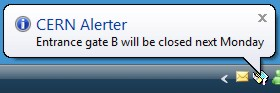 CERN Alerter
Entrance gate B will be closed next Monday